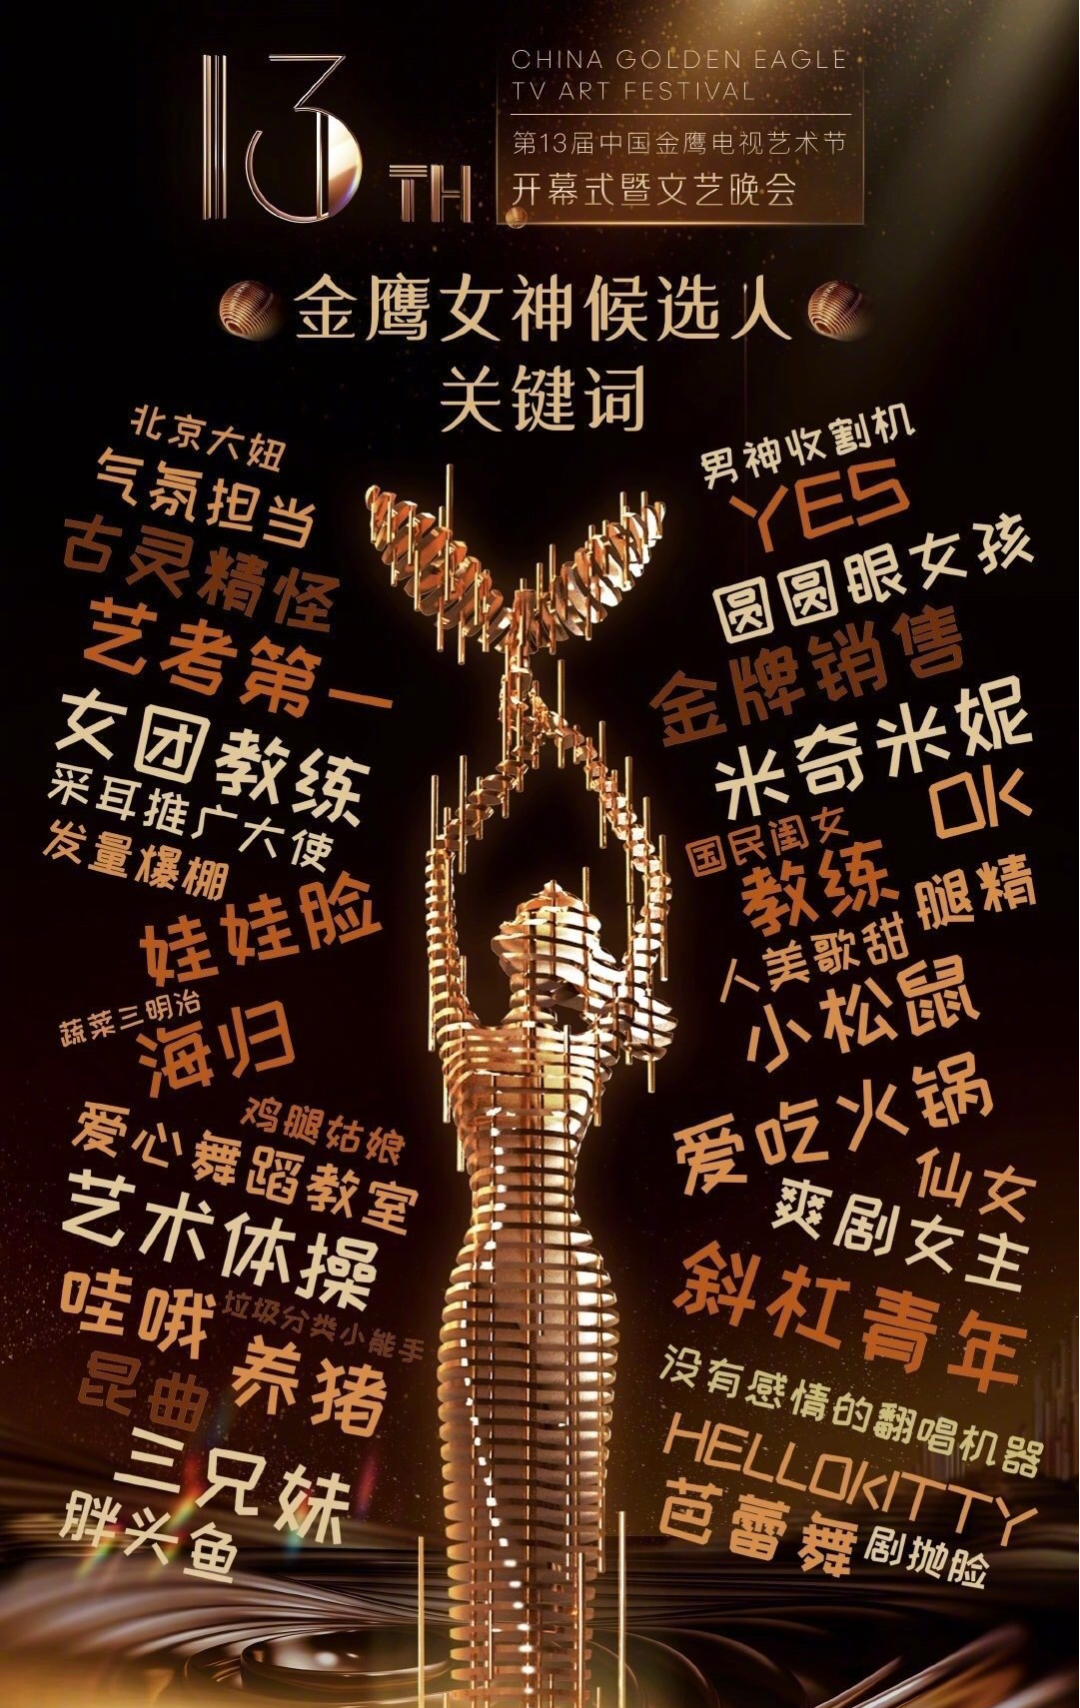 13TH
CHINA GOLDEN EAGLE
TV ART FESTIVAL
第13届中国金鹰电视艺术节
开幕式暨文艺晚会
金鹰女神候选人
关键词
北京大妞
气氛担当
古灵精怪
艺考第一
女团教练
采耳推广大使
发量爆棚
娃娃脸
蔬菜三明治
海归
鸡腿姑娘
爱心舞蹈教室
艺术体操
哇哦
垃圾分类小能手
养猪
昆曲
三兄妹
胖头鱼
男神收割机
YES
圆圆眼女孩
金牌销售
米奇米妮
OK
国民闺女
教练
腿精
人美歌甜
小松鼠
爱吃火锅
仙女
爽剧女主
斜杠青年
没有感情的翻唱机器
HELLOKITTY
芭蕾舞
剧抛脸